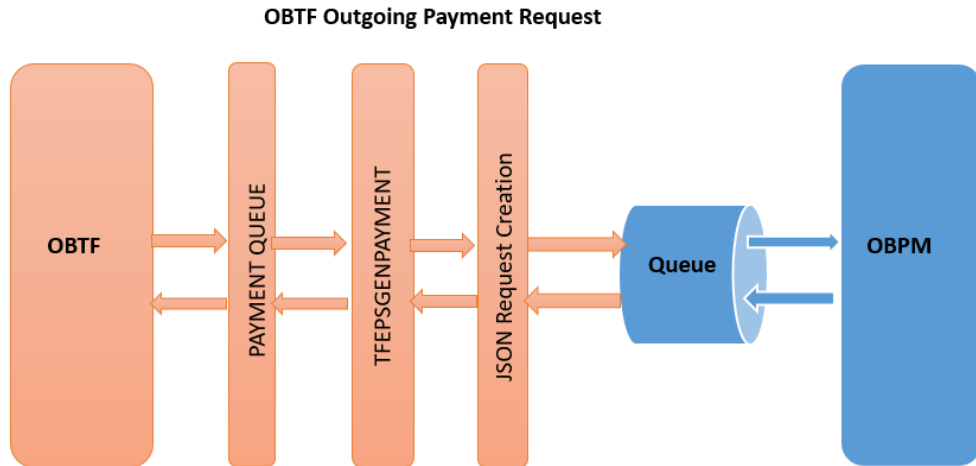 OBTF Outgoing Payment Request
OBTF
PAYMENT QUEUE
TFEPSGENPAYMENT
JSON Request Creation
Queue
OBPM